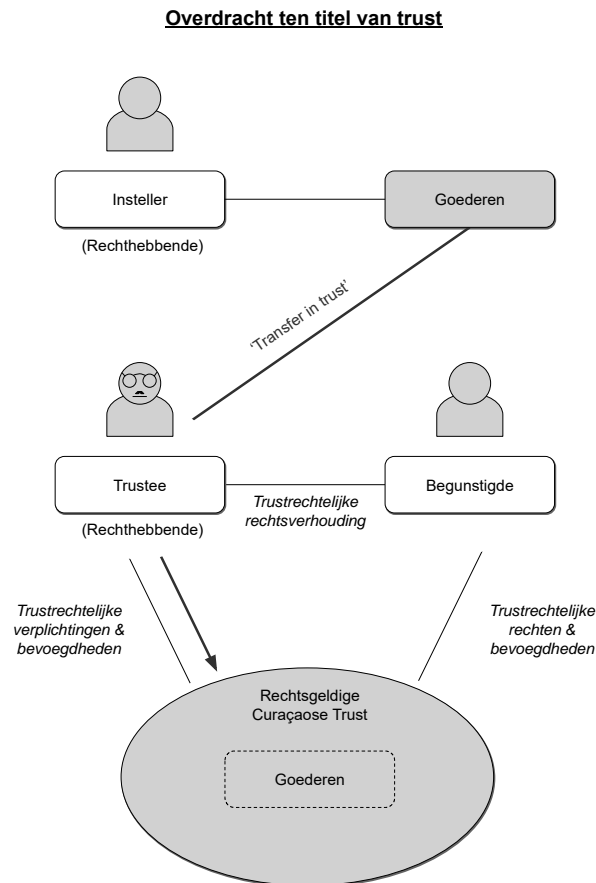 Overdracht ten titel van trust
Insteller
Goederen
(Rechthebbende)
‘Transfer in trust’
Trustee
Begunstigde
(Rechthebbende)
Trustrechtelijke
rechtsverhouding
Trustrechtelijke
verplichtingen &
bevoegdheden
Trustrechtelijke
rechten &
bevoegdheden
Rechtsgeldige
Curaçaose Trust
Goederen